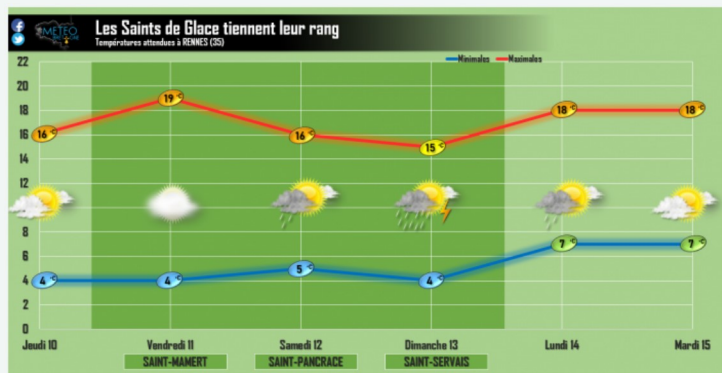 Les Saints de Glace tiennent leur rang
METEO
Températures attendues à RENNES (35)
Minimales Maximales
22
20
18
16
14
12
10
8
6
4
2
0
16 19 16 15 18 18
4 4 5 4 7 7
Jeudi 10 Vendredi 11 Samedi 12 Dimanche 13 Lundi 14 Mardi 15
SAINT-MAMERT SAINT-PANCRACE SAINT-SERVAIS